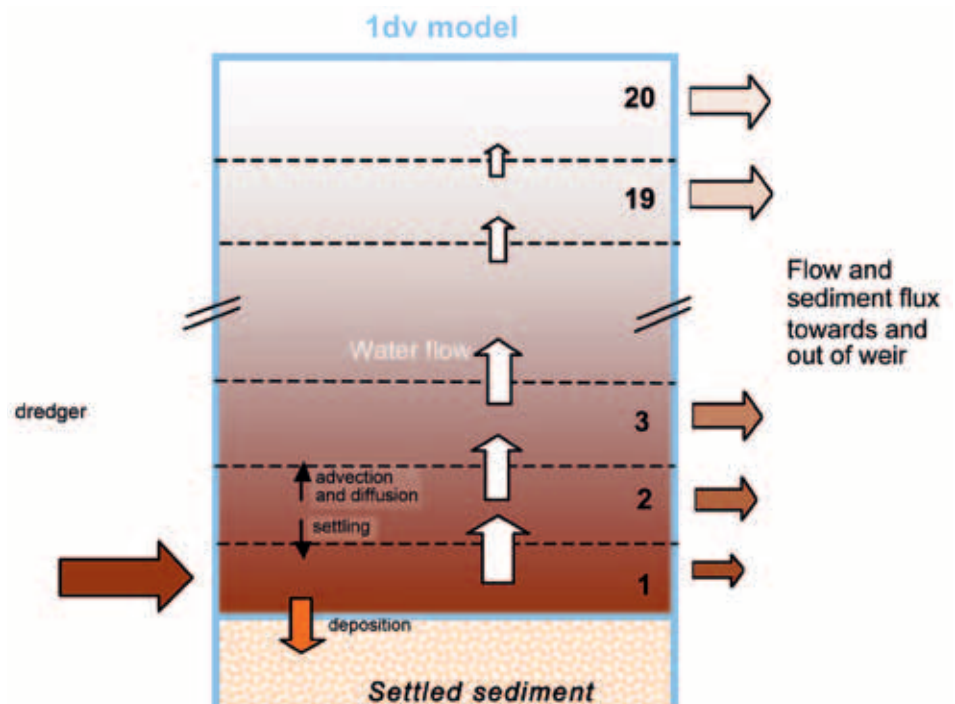 1dv model
20
19
Flow and
sediment flux
towards and
out of weir
Water flow
dredger
3
advection
and diffusion
2
settling
1
deposition
Settled sediment